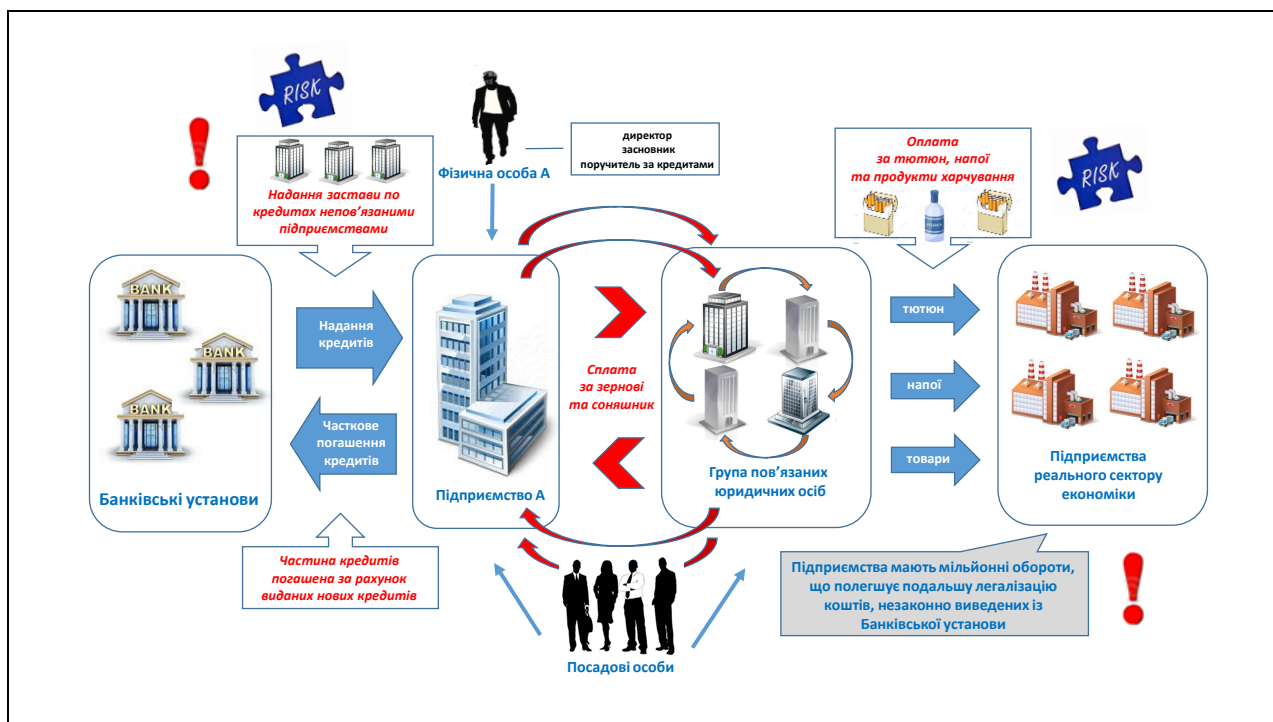 RISK
директор
засновник
поручитель за кредитами
Фізична особа А
Оплата
за тютюн, напої
та продукти харчування
RISK
Надання застави по
кредитах непов’язаними
підприємствами
BANK
BANK
BANK
Банківські установи
Надання
кредитів
Часткове
погашення
кредитів
Підприємство А
Сплата
за зернові
та соняшник
Група пов’язаних
юридичних осіб
тютюн
напої
товари
Підприємства
реального сектору
економіки
Частина кредитів
погашена за рахунок
виданих нових кредитів
Посадові особи
Підприємства мають мільйонні обороти,
що полегшує подальшу легалізацію
коштів, незаконно виведених із
Банківської установи